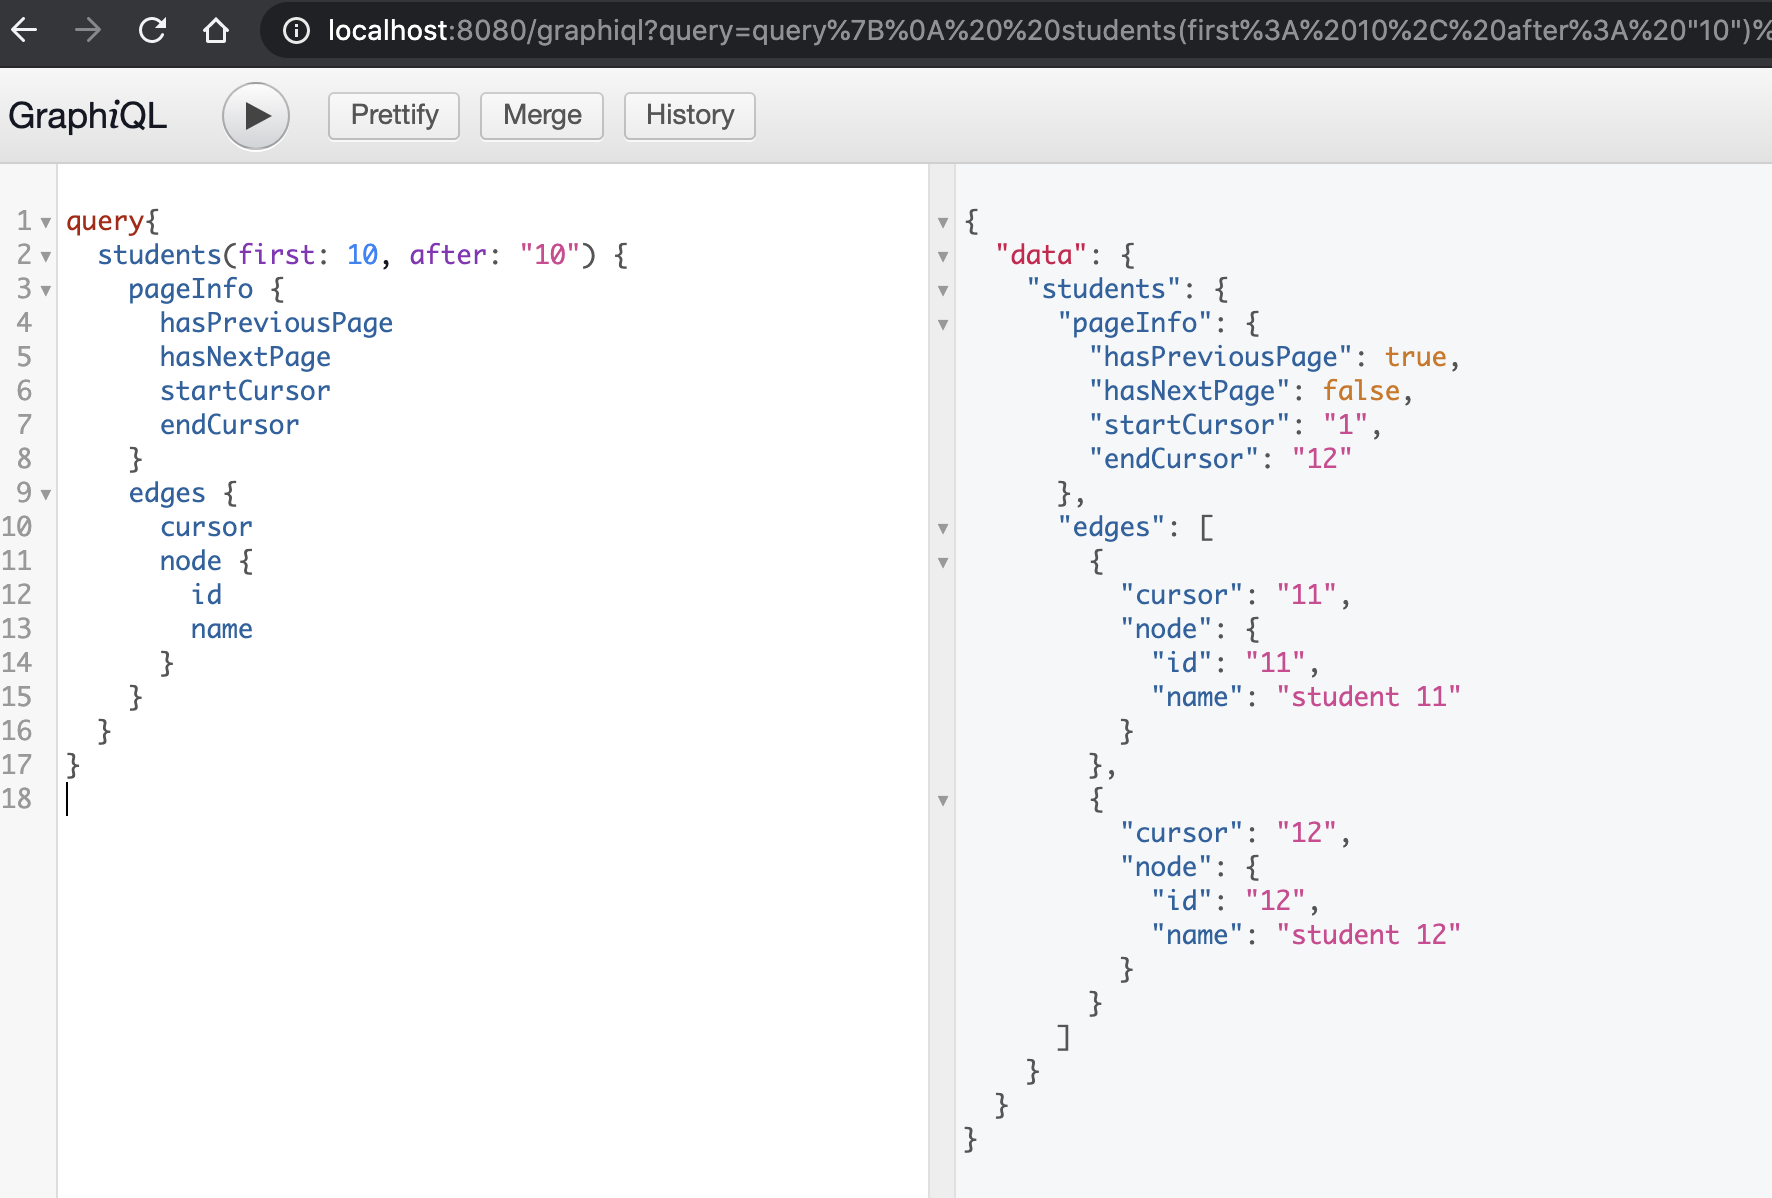 localhost:8080/graphiql?query=query%7B%0A%20%20students(first%3A%2010%2C%20after%3A%20"10")%
GraphiQL
Prettify
Merge
History
1 query{
2 students(first: 10, after: "10") {
3 pageInfo {
4 hasPreviousPage
5 hasNextPage
6 startCursor
7 endCursor
8 }
9 edges {
10 cursor
11 node {
12 id
13 name
14 }
15 }
16 }
17 }
18
{
"data": {
"students": {
"pageInfo": {
"hasPreviousPage": true,
"hasNextPage": false,
"startCursor": "1",
"endCursor": "12"
},
"edges": [
{
"cursor": "11",
"node": {
"id": "11",
"name": "student 11"
}
},
{
"cursor": "12",
"node": {
"id": "12",
"name": "student 12"
}
}
]
}
}
}